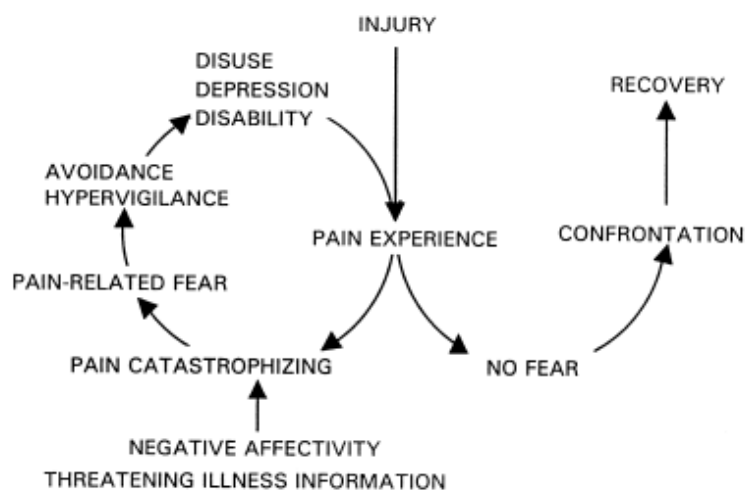 INJURY
DISUSE
DEPRESSION
DISABILITY
RECOVERY
AVOIDANCE
HYPERVIGILANCE
PAIN EXPERIENCE
CONFRONTATION
PAIN-RELATED FEAR
PAIN CATASTROPHIZING
NO FEAR
NEGATIVE AFFECTIVITY
THREATENING ILLNESS INFORMATION